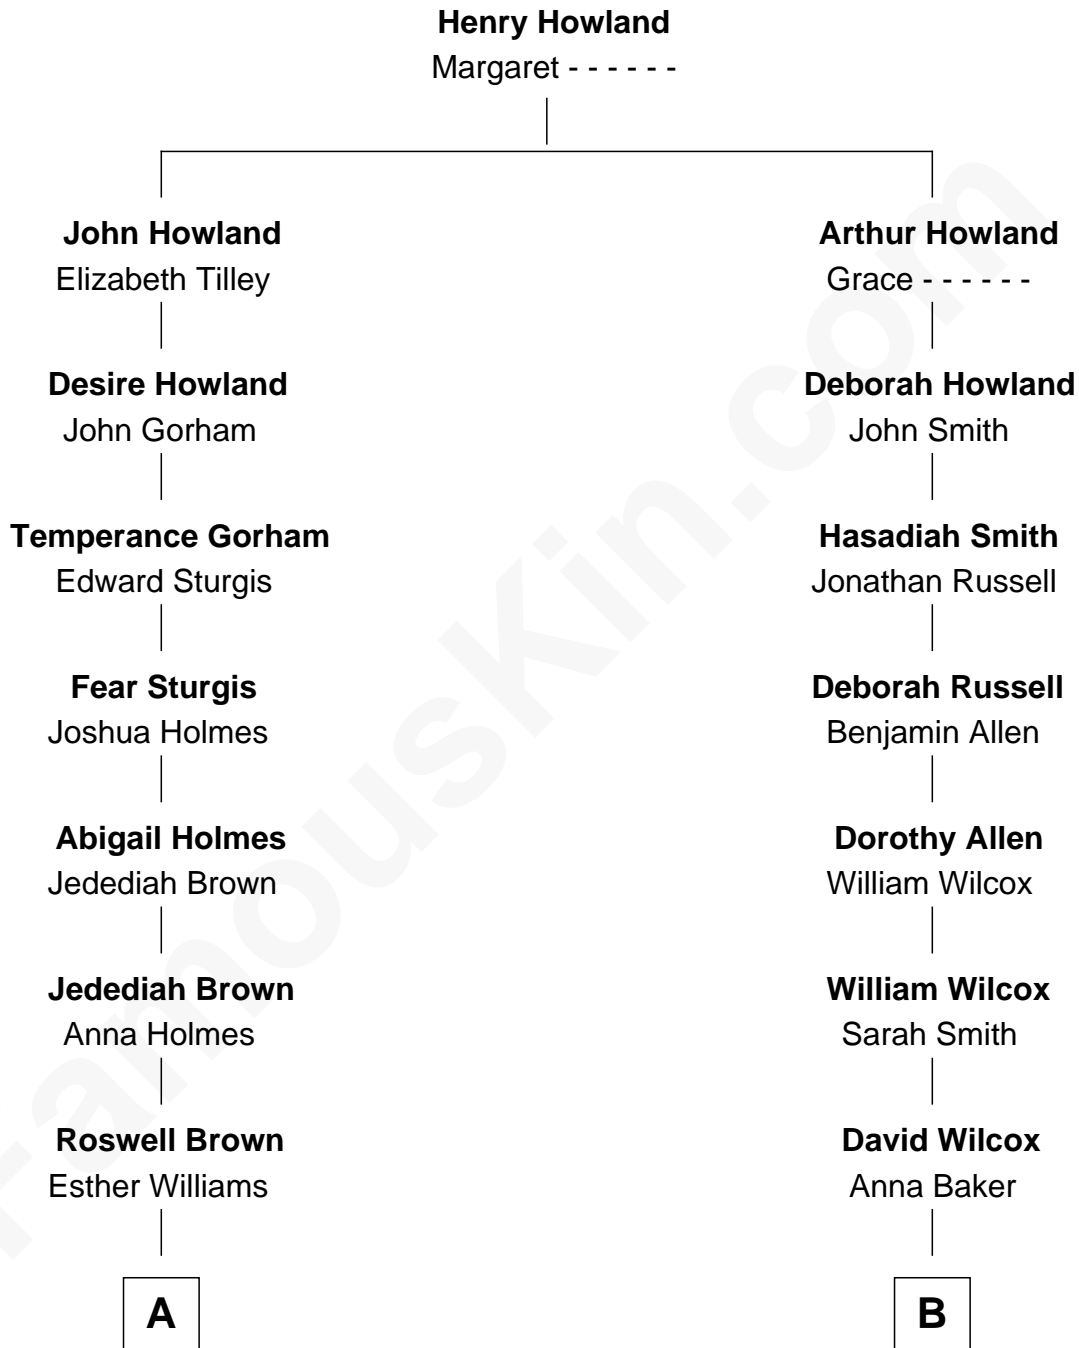 Henry Howland
Margaret - - - - - -
John Howland
Elizabeth Tilley
Arthur Howland
Grace - - - - - -
Desire Howland
John Gorham
Deborah Howland
John Smith
Temperance Gorham
Edward Sturgis
Hasadiah Smith
Jonathan Russell
Fear Sturgis
Joshua Holmes
Deborah Russell
Benjamin Allen
Abigail Holmes
Jedediah Brown
Dorothy Allen
William Wilcox
Jedediah Brown
Anna Holmes
William Wilcox
Sarah Smith
Roswell Brown
Esther Williams
David Wilcox
Anna Baker
A
B
FamousKin.com